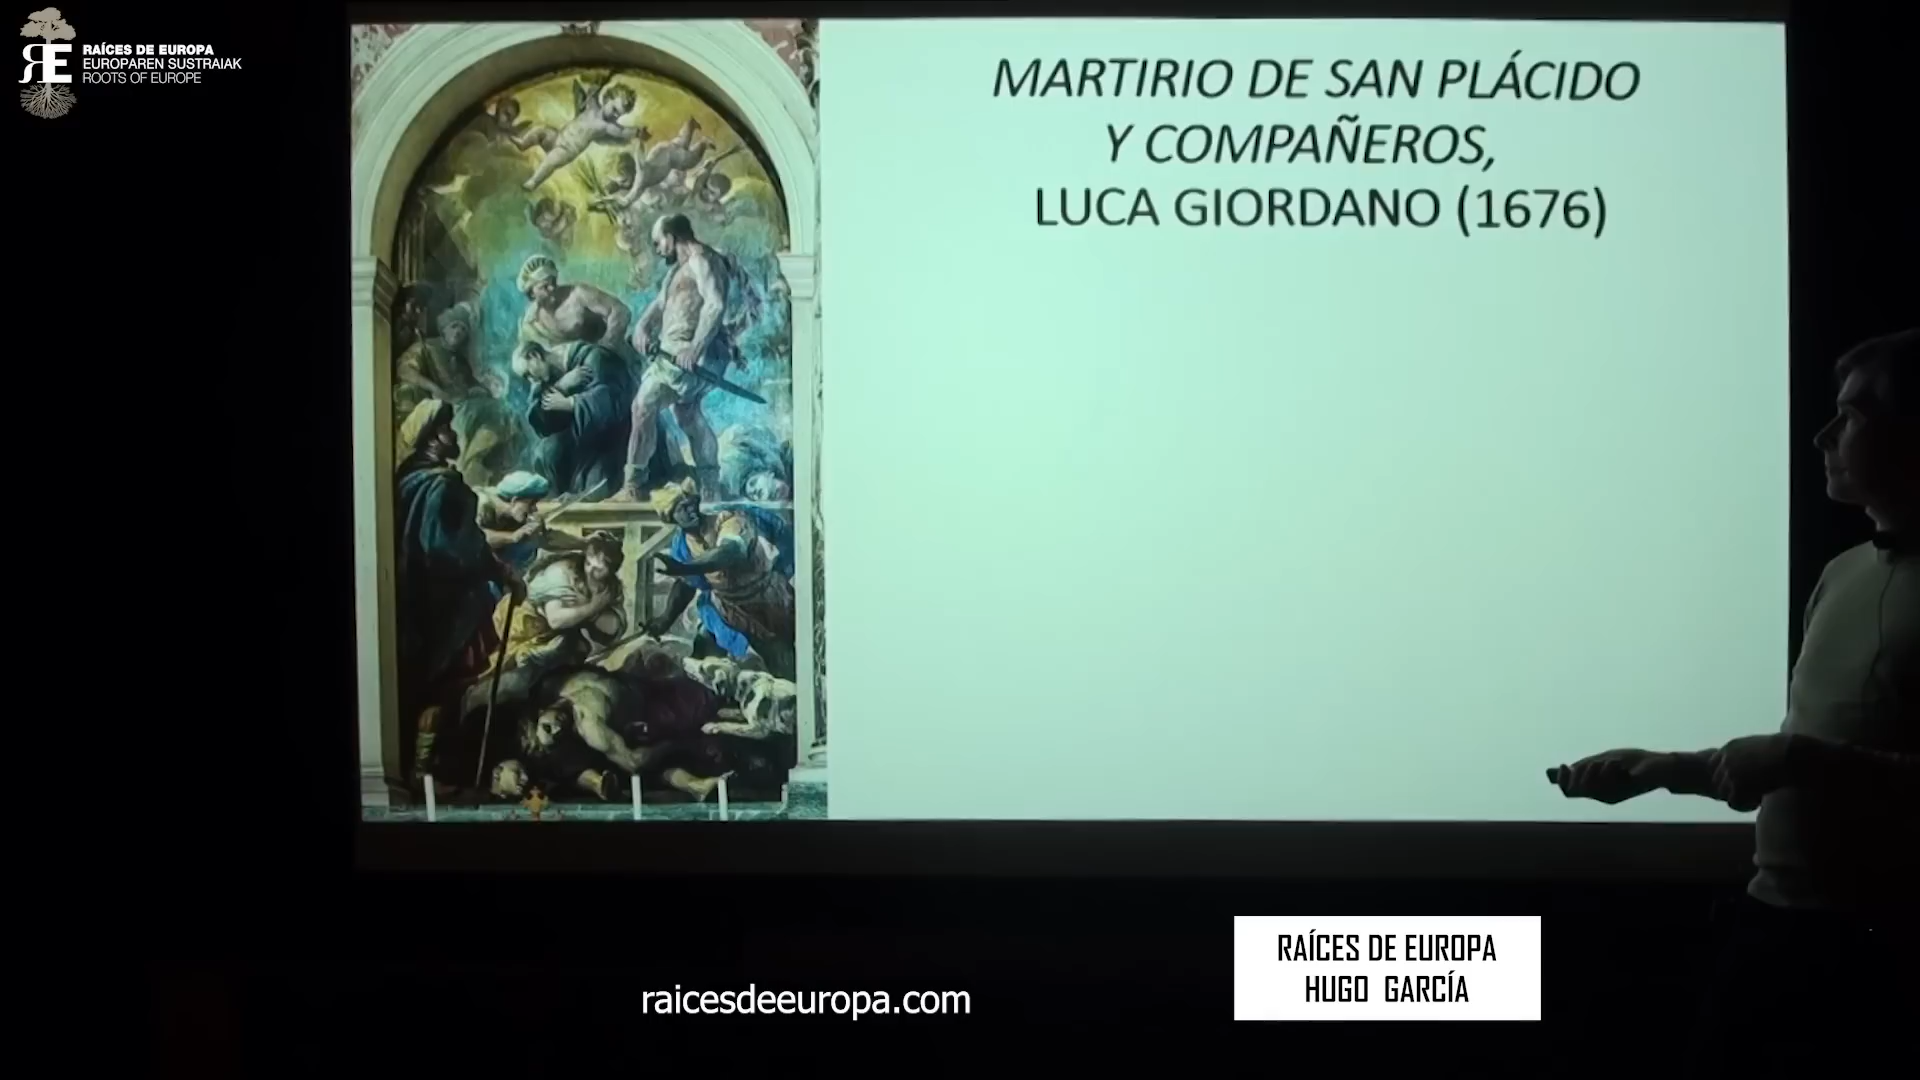 RAÍCES DE EUROPA
EUROPAREN SUSTRAIAK
ROOTS OF EUROPE
MARTIRIO DE SAN PLÁCIDO
Y COMPAÑEROS,
LUCA GIORDANO (1676)
RAÍCES DE EUROPA
HUGO GARCÍA
raicesdeeuropa.com